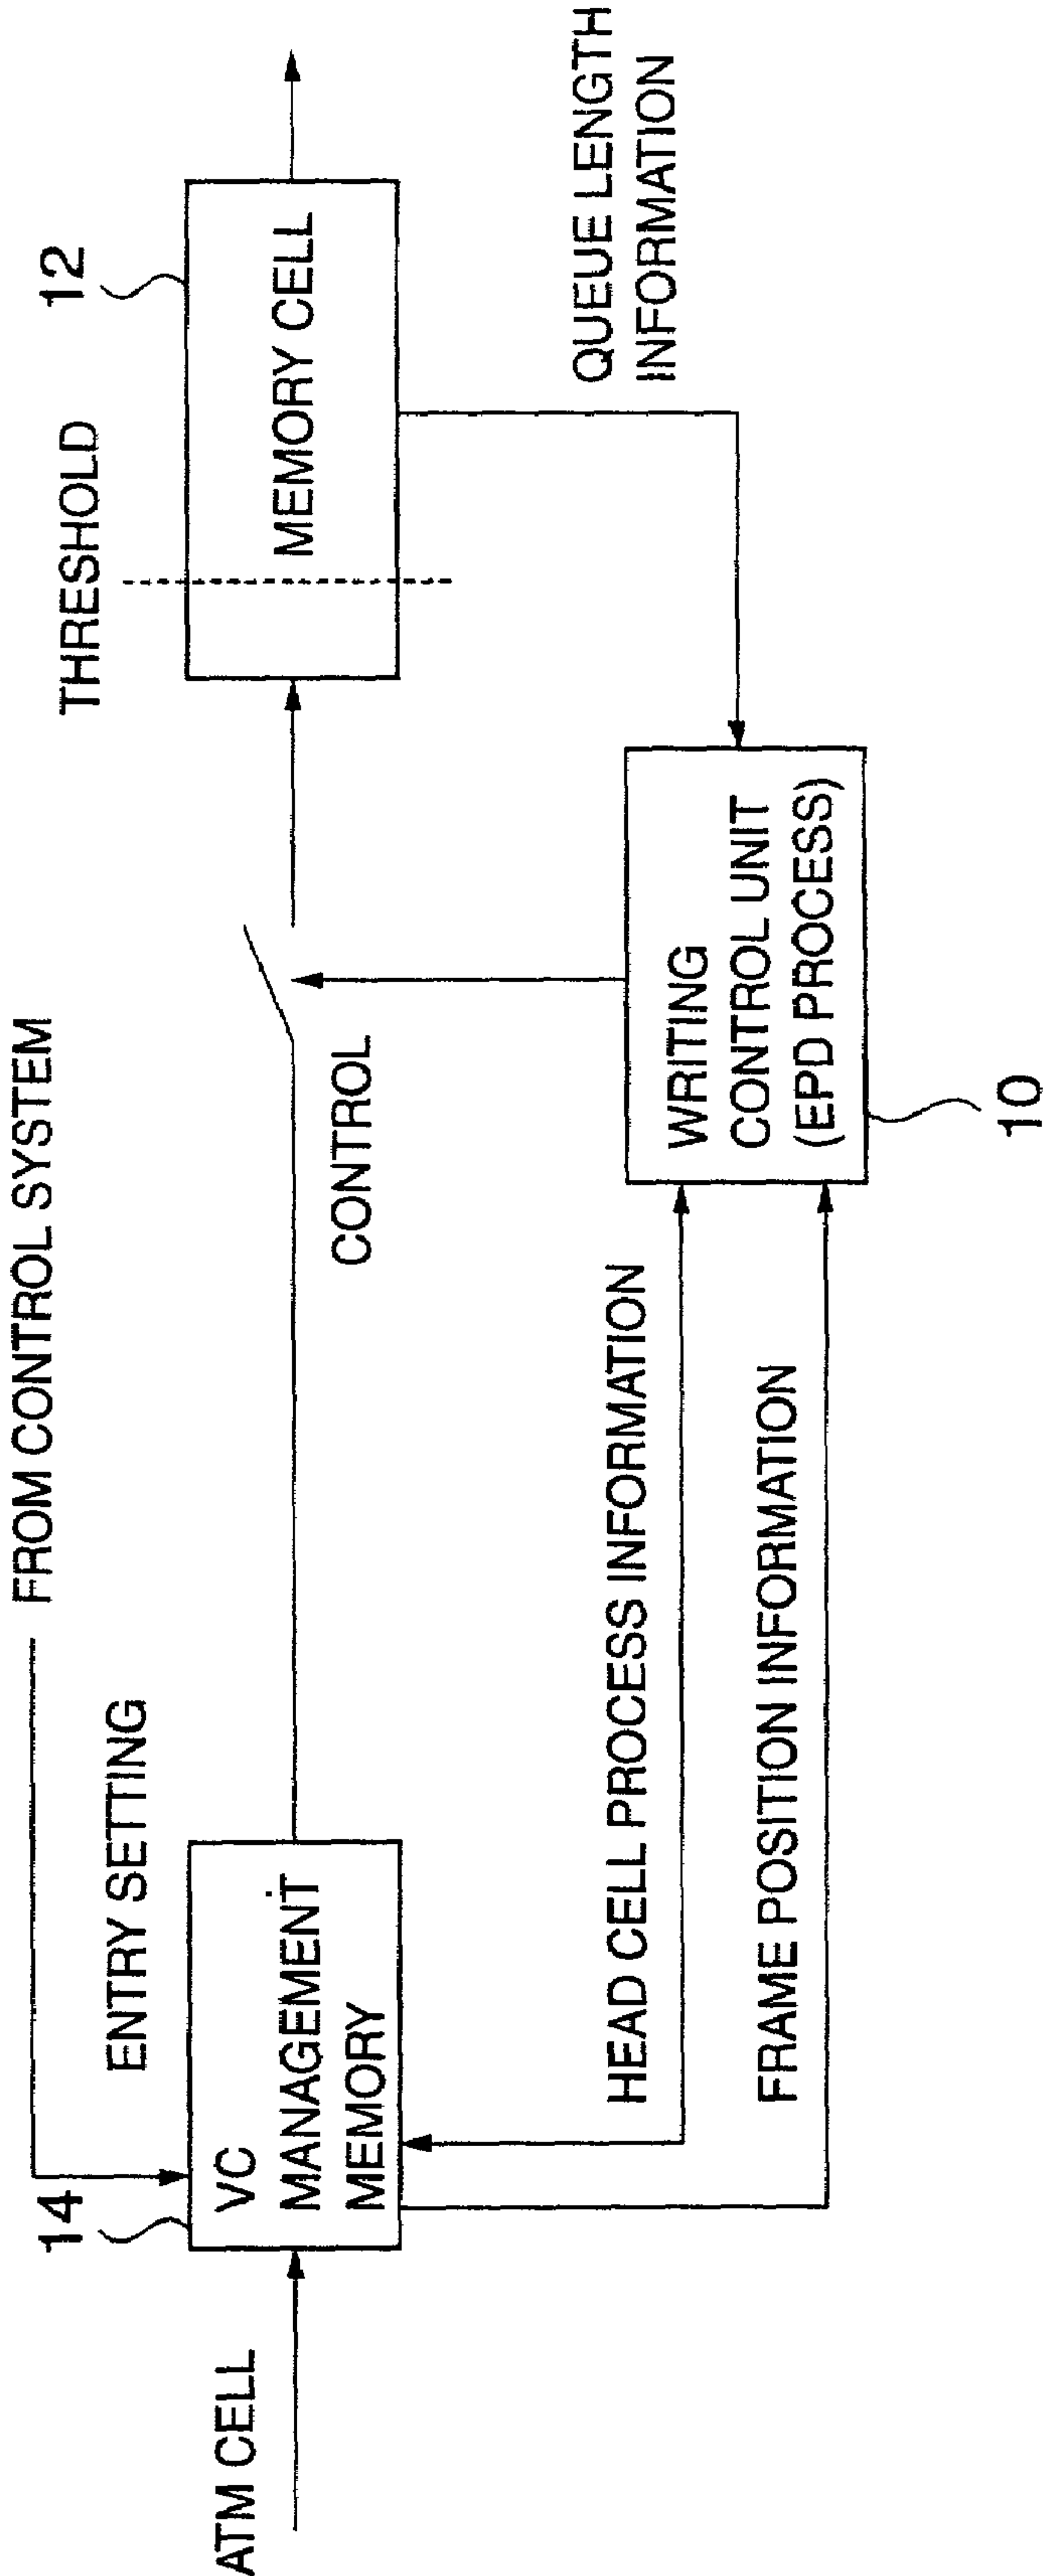 FROM CONTROL SYSTEM
ENTRY SETTING
14
VC
MANAGEMENT
MEMORY
ATM CELL
THRESHOLD
12
MEMORY CELL
CONTROL
QUEUE LENGTH
INFORMATION
HEAD CELL PROCESS INFORMATION
FRAME POSITION INFORMATION
WRITING
CONTROL UNIT
(EPD PROCESS)
10